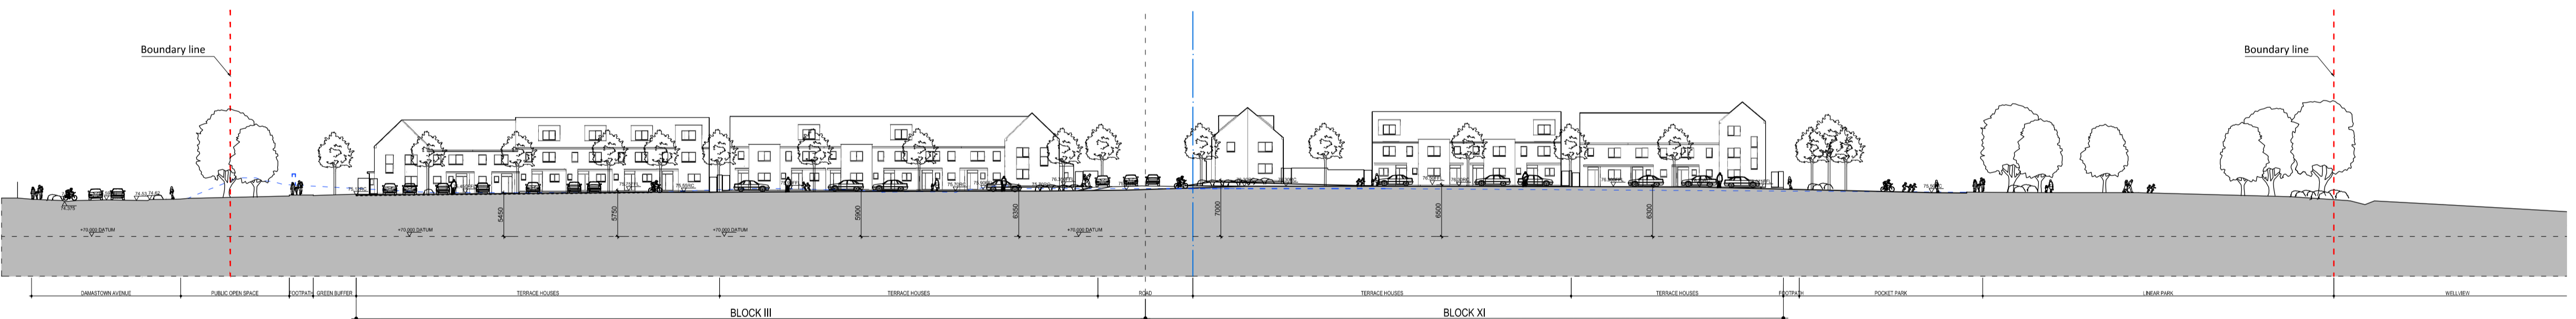 Boundary line
Boundary line
n
5450
5750
5900
6350
7000
6500
6300
+70.000 DATUM
+70.000 DATUM
+70.000 DATUM
+70.000 DATUM
DAMASTOWN AVENUE
PUBLIC OPEN SPACE
FOOTPATH
GREEN BUFFER
TERRACE HOUSES
TERRACE HOUSES
ROAD
TERRACE HOUSES
TERRACE HOUSES
FOOTPATH
POCKET PARK
LINEAR PARK
WELLVIEW
BLOCK III
BLOCK XI